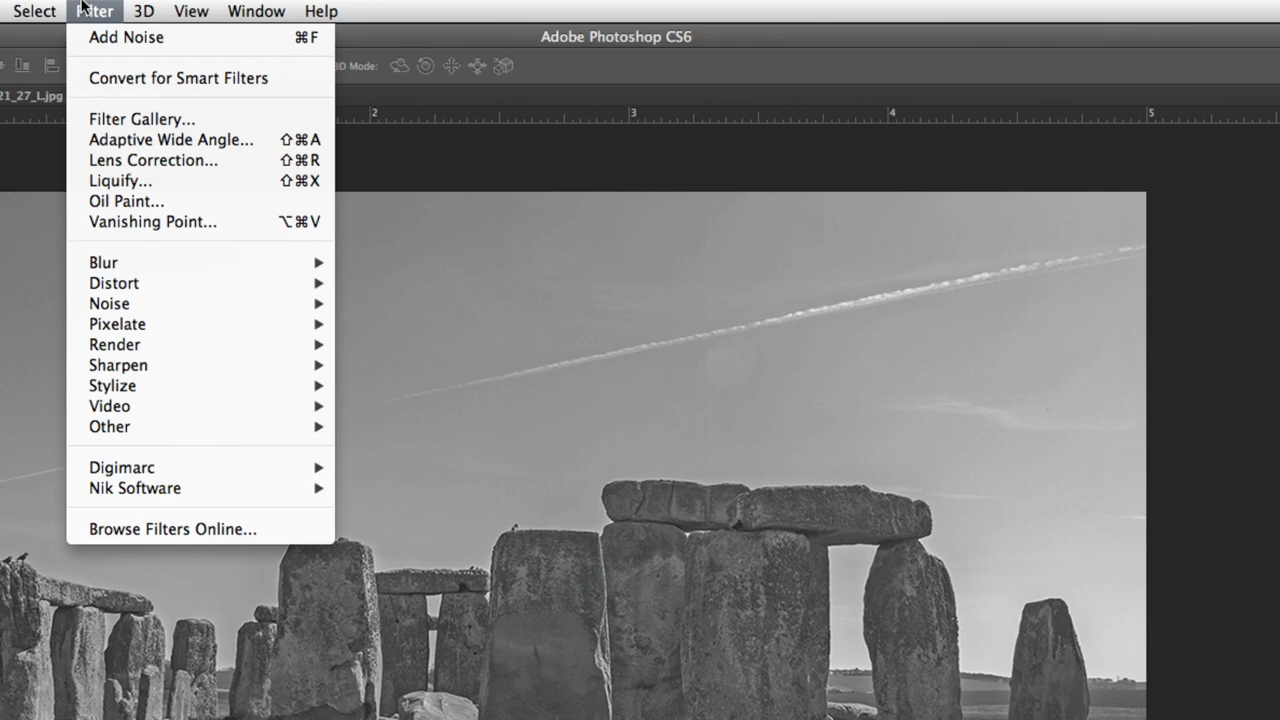 Select Filter 3D View Window Help
Adobe Photoshop CS6
3D Mode:
21_27_L.jpg
2 3 4 5
Add Noise ⌘F
Convert for Smart Filters
Filter Gallery...
Adaptive Wide Angle... ⇧⌘A
Lens Correction... ⇧⌘R
Liquify... ⇧⌘X
Oil Paint...
Vanishing Point... ⌥⌘V
Blur
Distort
Noise
Pixelate
Render
Sharpen
Stylize
Video
Other
Digimarc
Nik Software
Browse Filters Online...